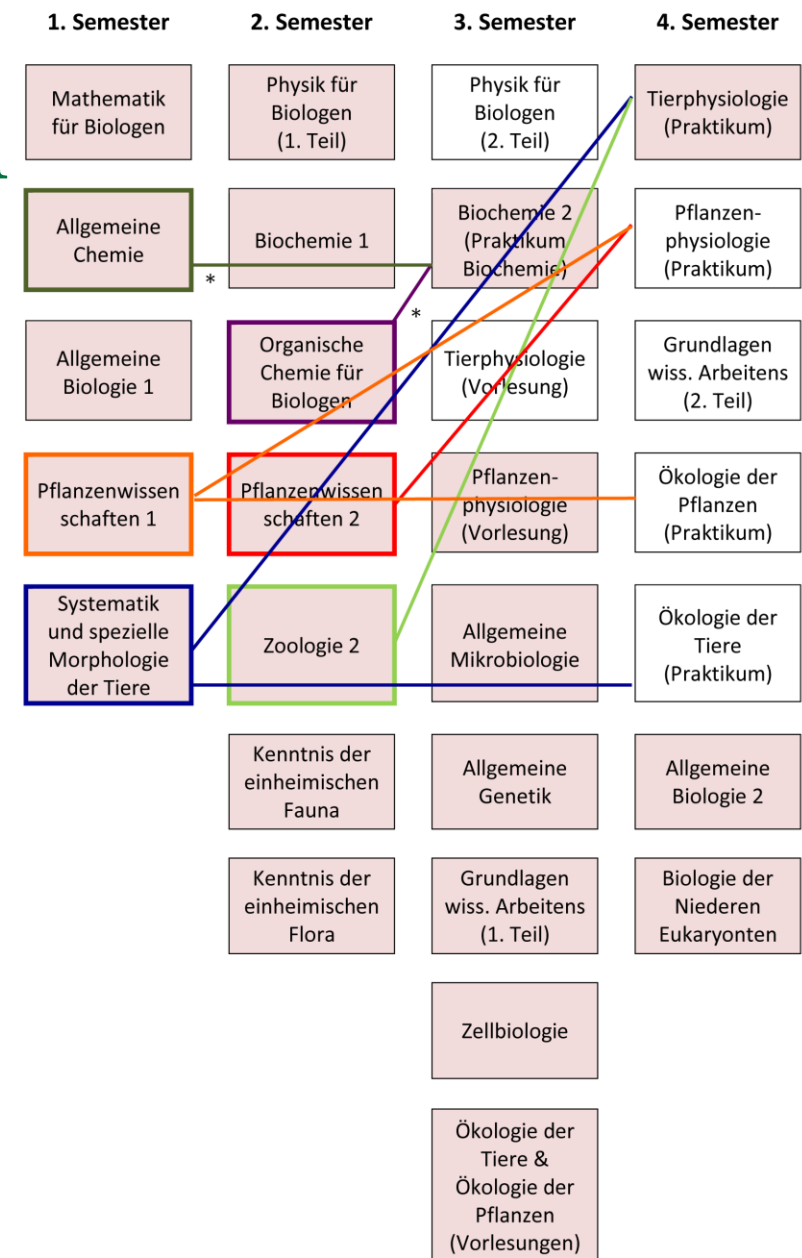 1. Semester
2. Semester
3. Semester
4. Semester
Mathematik
für Biologen
Physik für
Biologen
(1. Teil)
Physik für
Biologen
(2. Teil)
Tierphysiologie
(Praktikum)
Allgemeine
Chemie
Biochemie 1
Biochemie 2
(Praktikum
Biochemie)
Pflanzen-
physiologie
(Praktikum)
*
*
Allgemeine
Biologie 1
Organische
Chemie für
Biologen
Tierphysiologie
(Vorlesung)
Grundlagen
wiss. Arbeitens
(2. Teil)
Pflanzenwissen
schaften 1
Pflanzenwissen
schaften 2
Pflanzen-
physiologie
(Vorlesung)
Ökologie der
Pflanzen
(Praktikum)
Systematik
und spezielle
Morphologie
der Tiere
Zoologie 2
Allgemeine
Mikrobiologie
Ökologie der
Tiere
(Praktikum)
Kenntnis der
einheimischen
Fauna
Allgemeine
Genetik
Allgemeine
Biologie 2
Kenntnis der
einheimischen
Flora
Grundlagen
wiss. Arbeitens
(1. Teil)
Biologie der
Niederen
Eukaryonten
Zellbiologie
Ökologie der
Tiere &
Ökologie der
Pflanzen
(Vorlesungen)